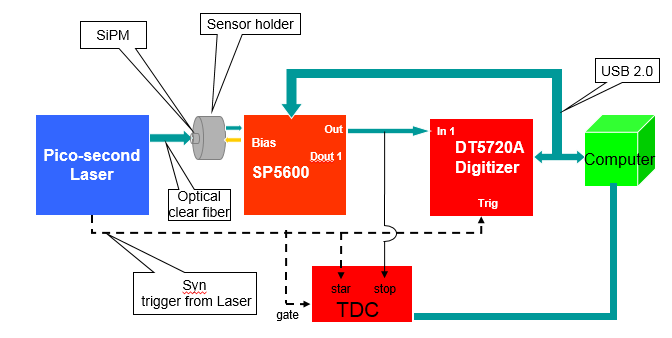 SiPM
Sensor holder
USB 2.0
Pico-second
Laser
Optical
clear fiber
Bias
Out
Dout 1
SP5600
In 1
DT5720A
Digitizer
Trig
Computer
Syn
trigger from Laser
gate
star
stop
TDC